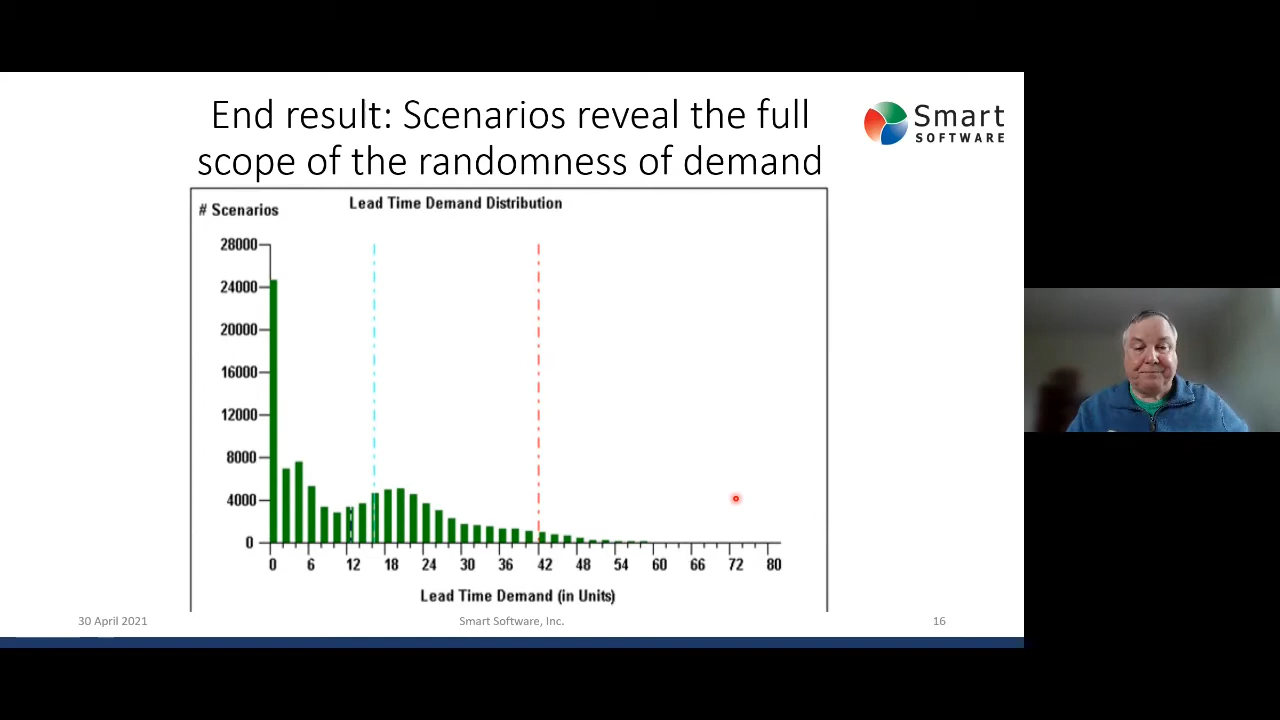 End result: Scenarios reveal the full
scope of the randomness of demand
Smart
SOFTWARE
Lead Time Demand Distribution
# Scenarios
28000
24000
20000
16000
12000
8000
4000
0
0 6 12 18 24 30 36 42 48 54 60 66 72 80
Lead Time Demand (in Units)
30 April 2021 Smart Software, Inc. 16